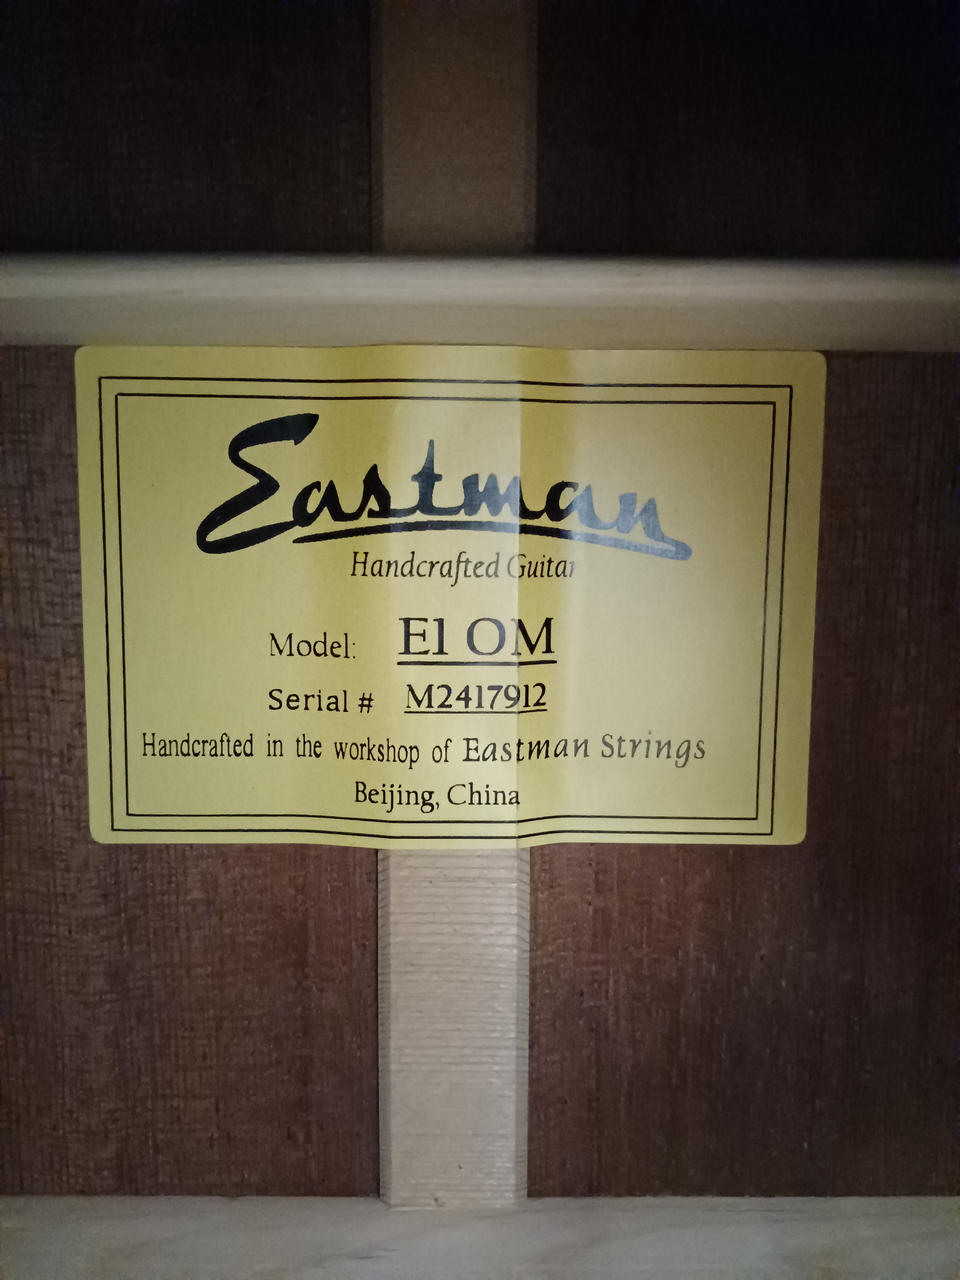 Eastman
Handcrafted Guitar
Model: E1 OM
Serial # M2417912
Handcrafted in the workshop of Eastman Strings
Beijing, China